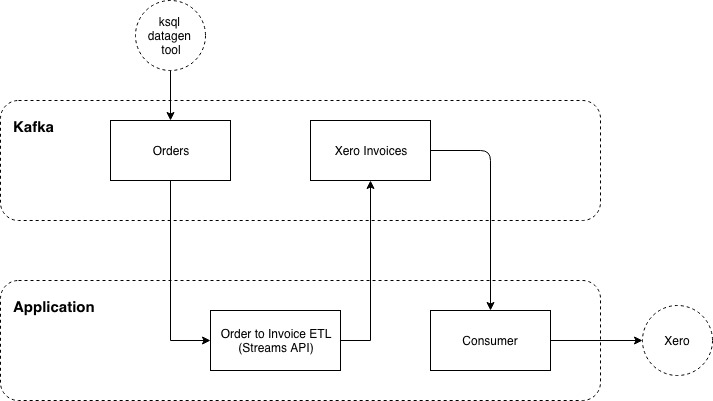 ksql
datagen
tool
Kafka
Orders
Xero Invoices
Application
Order to Invoice ETL
(Streams API)
Consumer
Xero